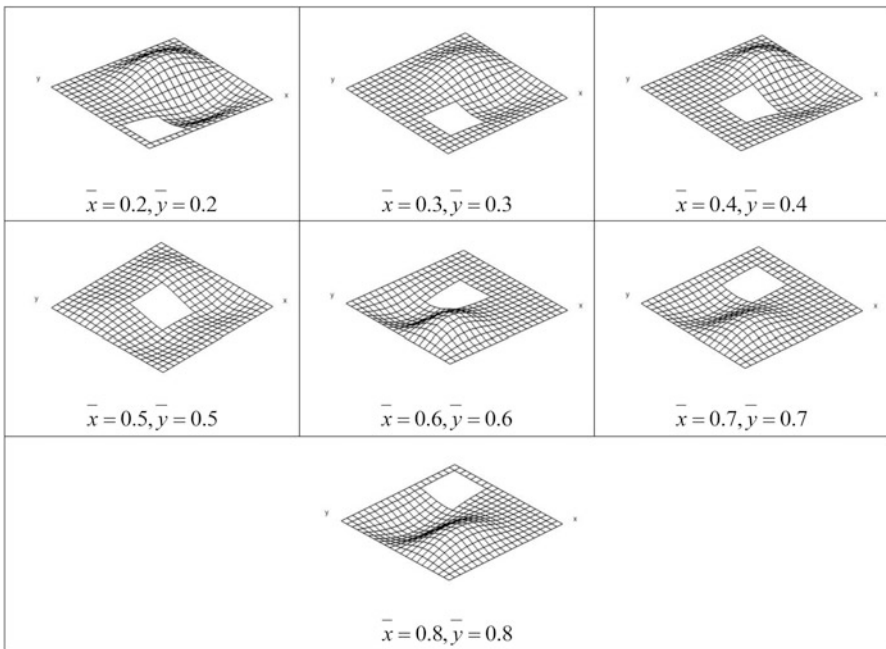 y
x
x̅ = 0.2, y̅ = 0.2
y
x
x̅ = 0.3, y̅ = 0.3
y
x
x̅ = 0.4, y̅ = 0.4
y
x
x̅ = 0.5, y̅ = 0.5
y
x
x̅ = 0.6, y̅ = 0.6
y
x
x̅ = 0.7, y̅ = 0.7
y
x
x̅ = 0.8, y̅ = 0.8